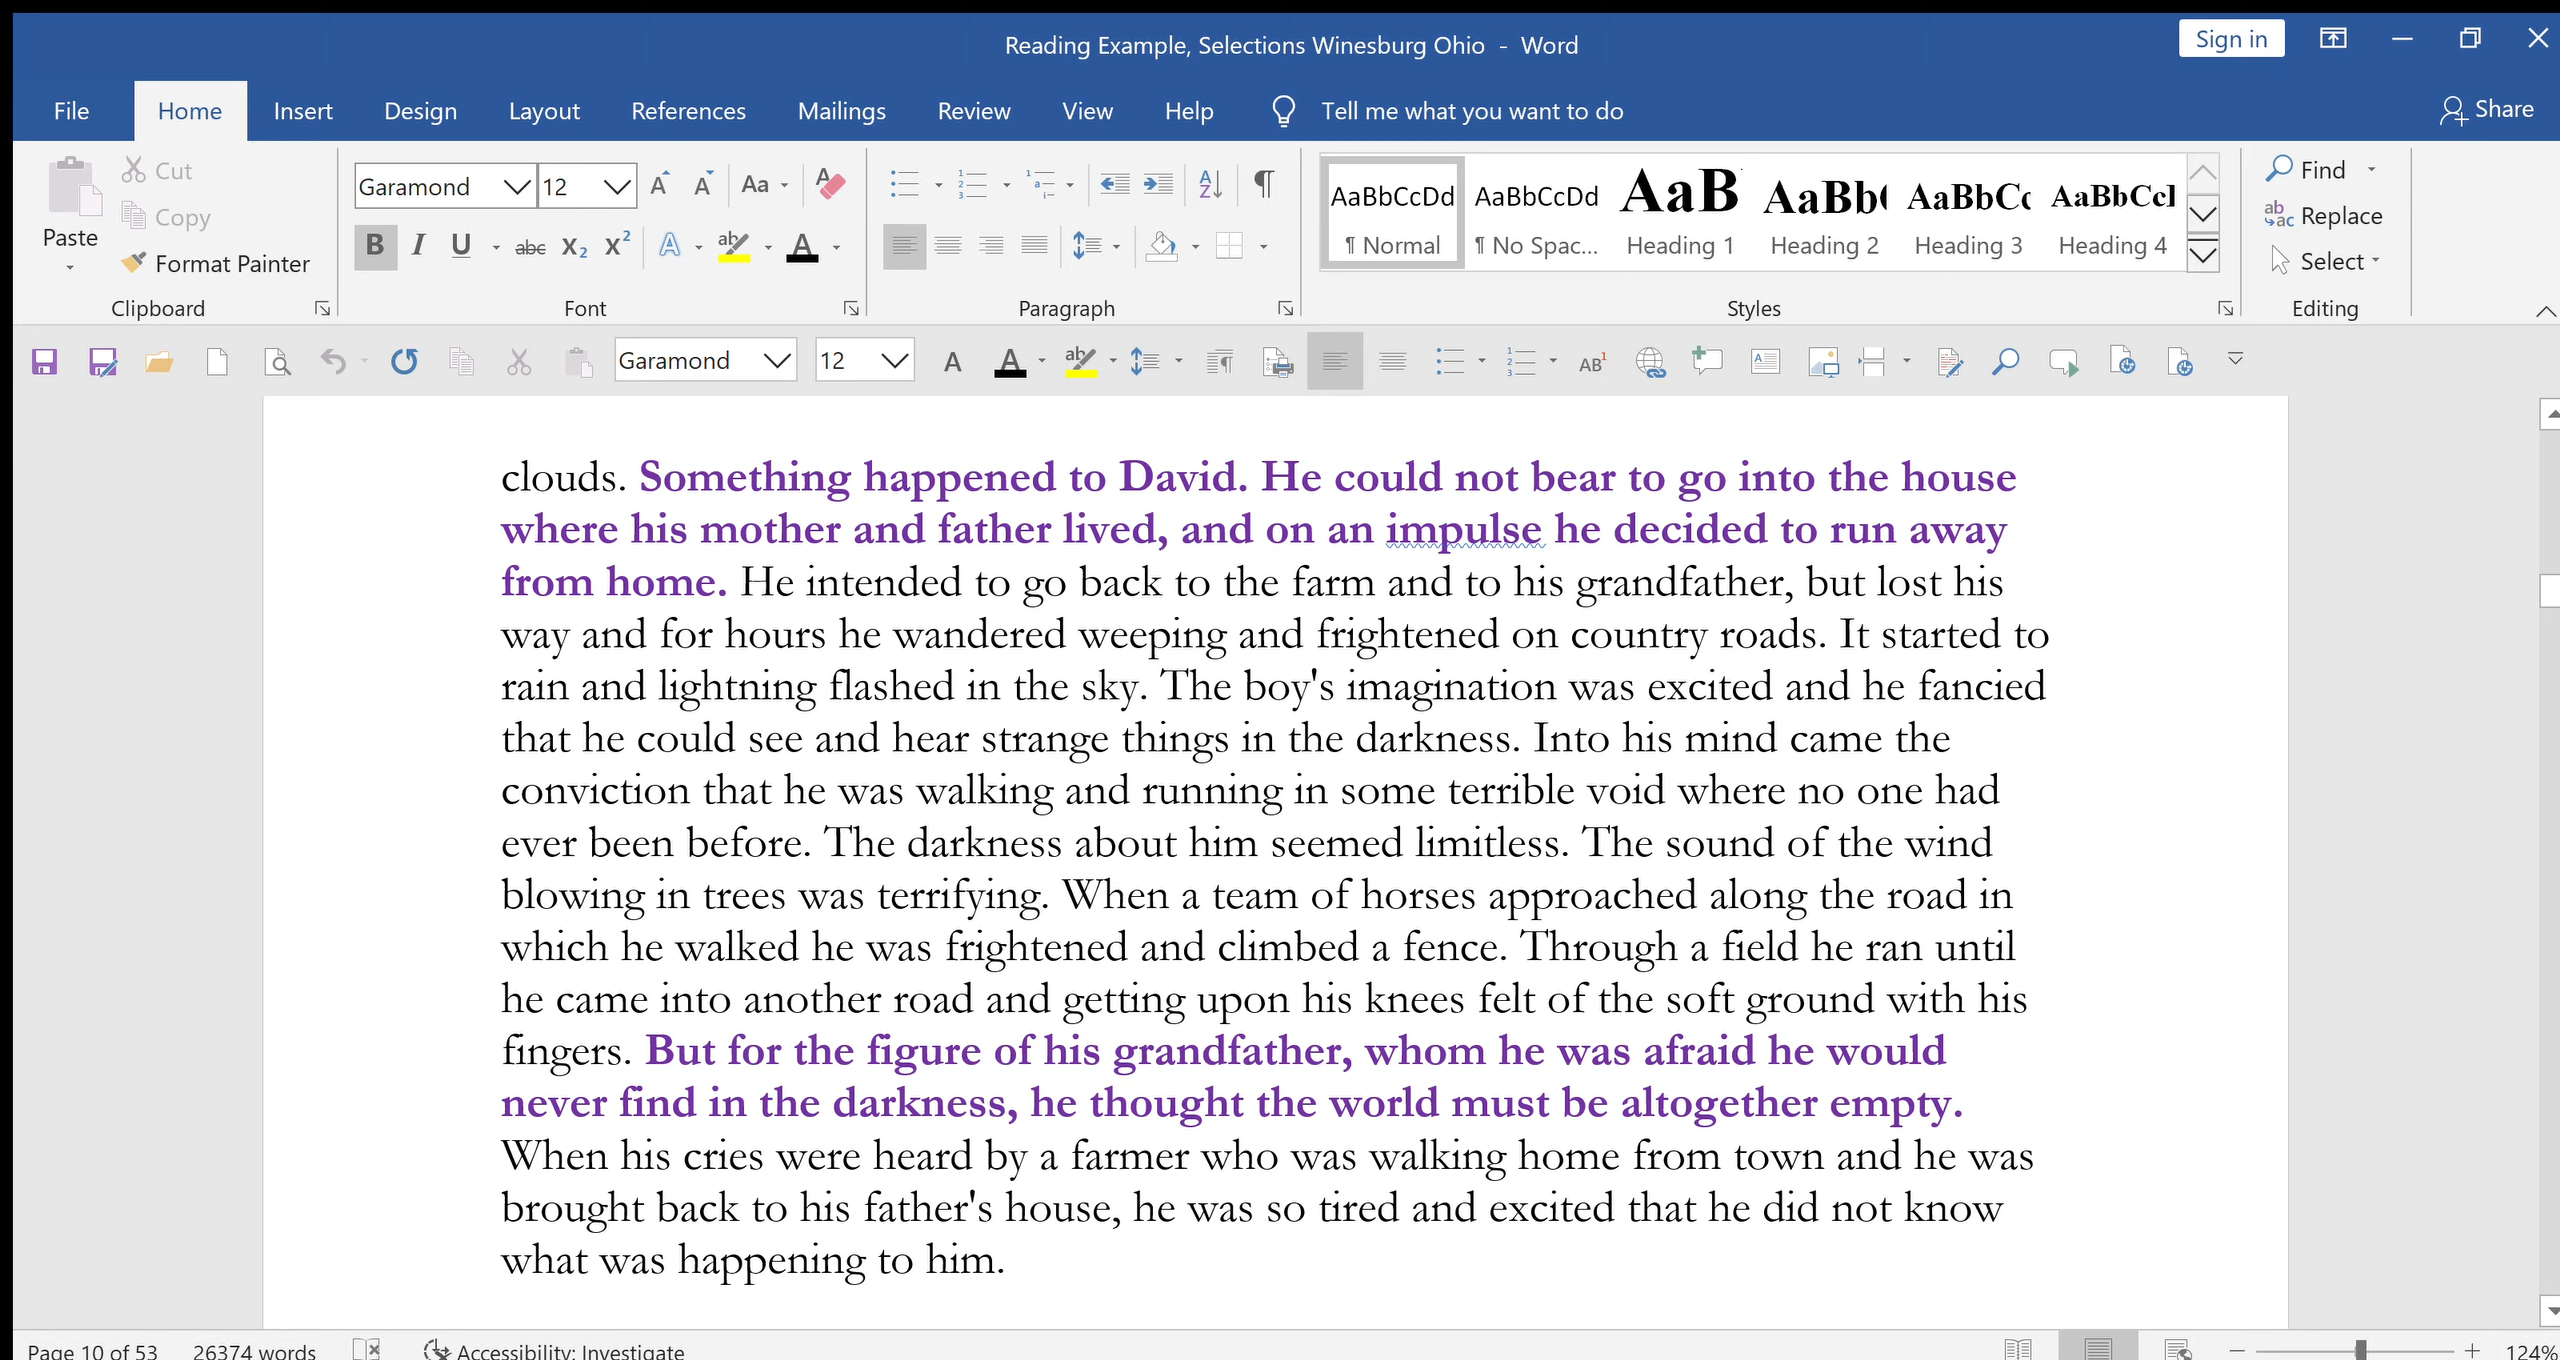 Reading Example, Selections Winesburg Ohio - Word
Sign in
File Home Insert Design Layout References Mailings Review View Help Tell me what you want to do Share
Paste
Cut
Copy
Format Painter
Clipboard
Garamond 12
Aa
B I U abc X₂ X²
Font
Paragraph
AaBbCcDd AaBbCcDd AaB AaBb( AaBbCc AaBbCcI
¶ Normal ¶ No Spac... Heading 1 Heading 2 Heading 3 Heading 4
Styles
Find
Replace
Select
Editing
Garamond 12
clouds. Something happened to David. He could not bear to go into the house
where his mother and father lived, and on an impulse he decided to run away
from home. He intended to go back to the farm and to his grandfather, but lost his
way and for hours he wandered weeping and frightened on country roads. It started to
rain and lightning flashed in the sky. The boy's imagination was excited and he fancied
that he could see and hear strange things in the darkness. Into his mind came the
conviction that he was walking and running in some terrible void where no one had
ever been before. The darkness about him seemed limitless. The sound of the wind
blowing in trees was terrifying. When a team of horses approached along the road in
which he walked he was frightened and climbed a fence. Through a field he ran until
he came into another road and getting upon his knees felt of the soft ground with his
fingers. But for the figure of his grandfather, whom he was afraid he would
never find in the darkness, he thought the world must be altogether empty.
When his cries were heard by a farmer who was walking home from town and he was
brought back to his father's house, he was so tired and excited that he did not know
what was happening to him.
Page 10 of 53 26374 words Accessibility: Investigate 124%